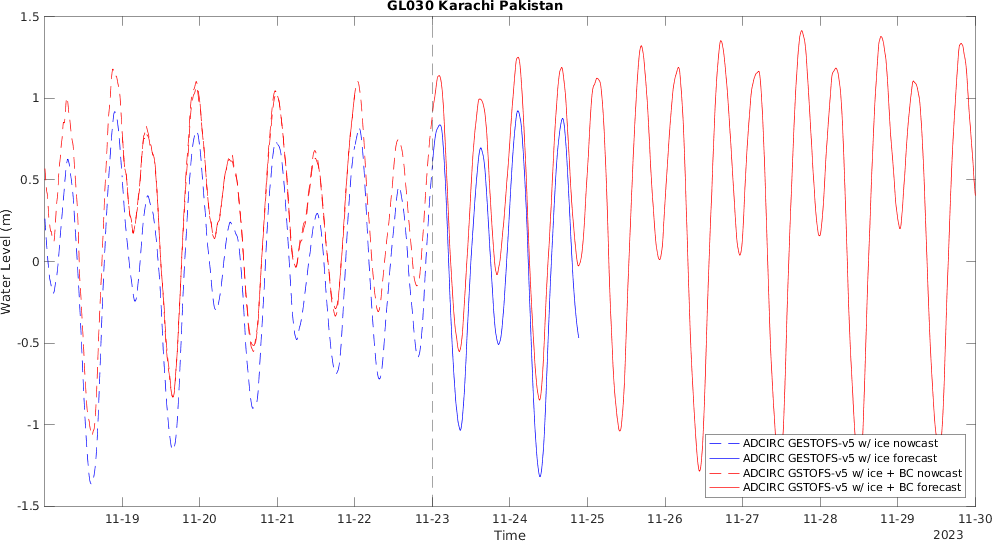 GL030 Karachi Pakistan
1.5
1
0.5
0
-0.5
-1
-1.5
Water Level (m)
11-19 11-20 11-21 11-22 11-23 11-24 11-25 11-26 11-27 11-28 11-29 11-30
Time
2023
ADCIRC GESTOFS-v5 w/ ice nowcast
ADCIRC GESTOFS-v5 w/ ice forecast
ADCIRC GSTOFS-v5 w/ ice + BC nowcast
ADCIRC GSTOFS-v5 w/ ice + BC forecast